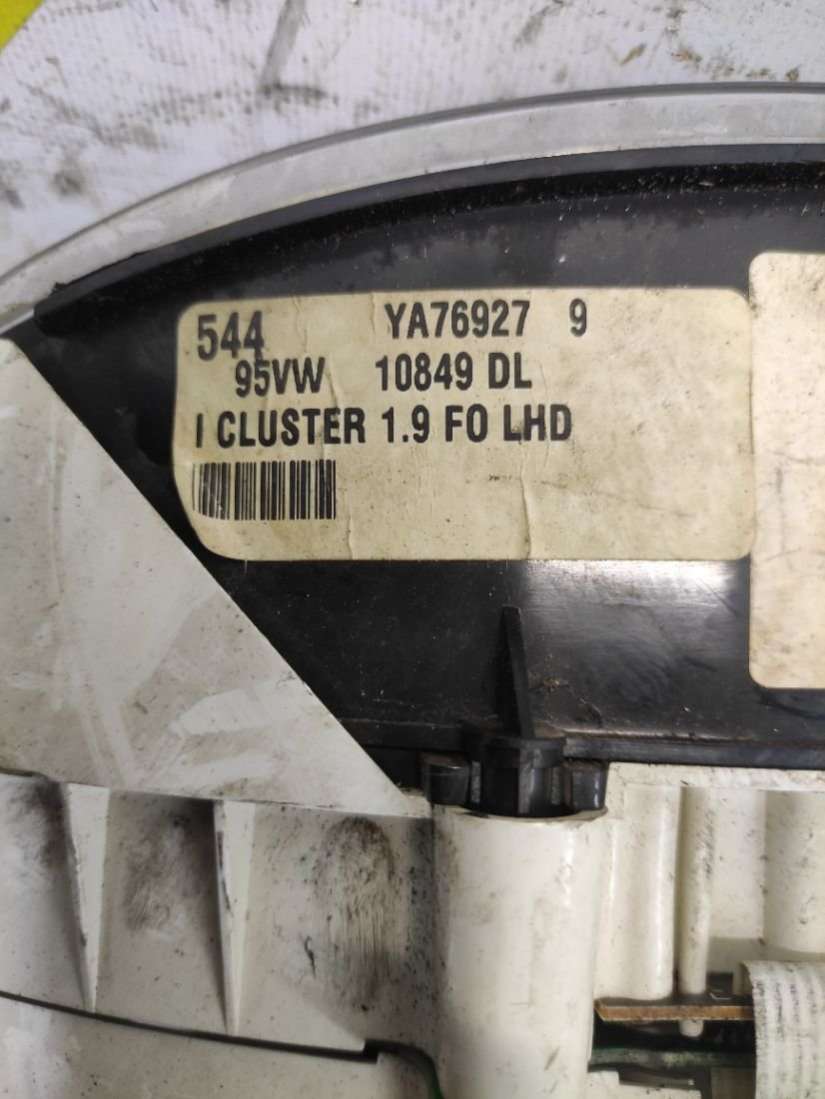 544 YA76927 9
95VW 10849 DL
I CLUSTER 1.9 FO LHD